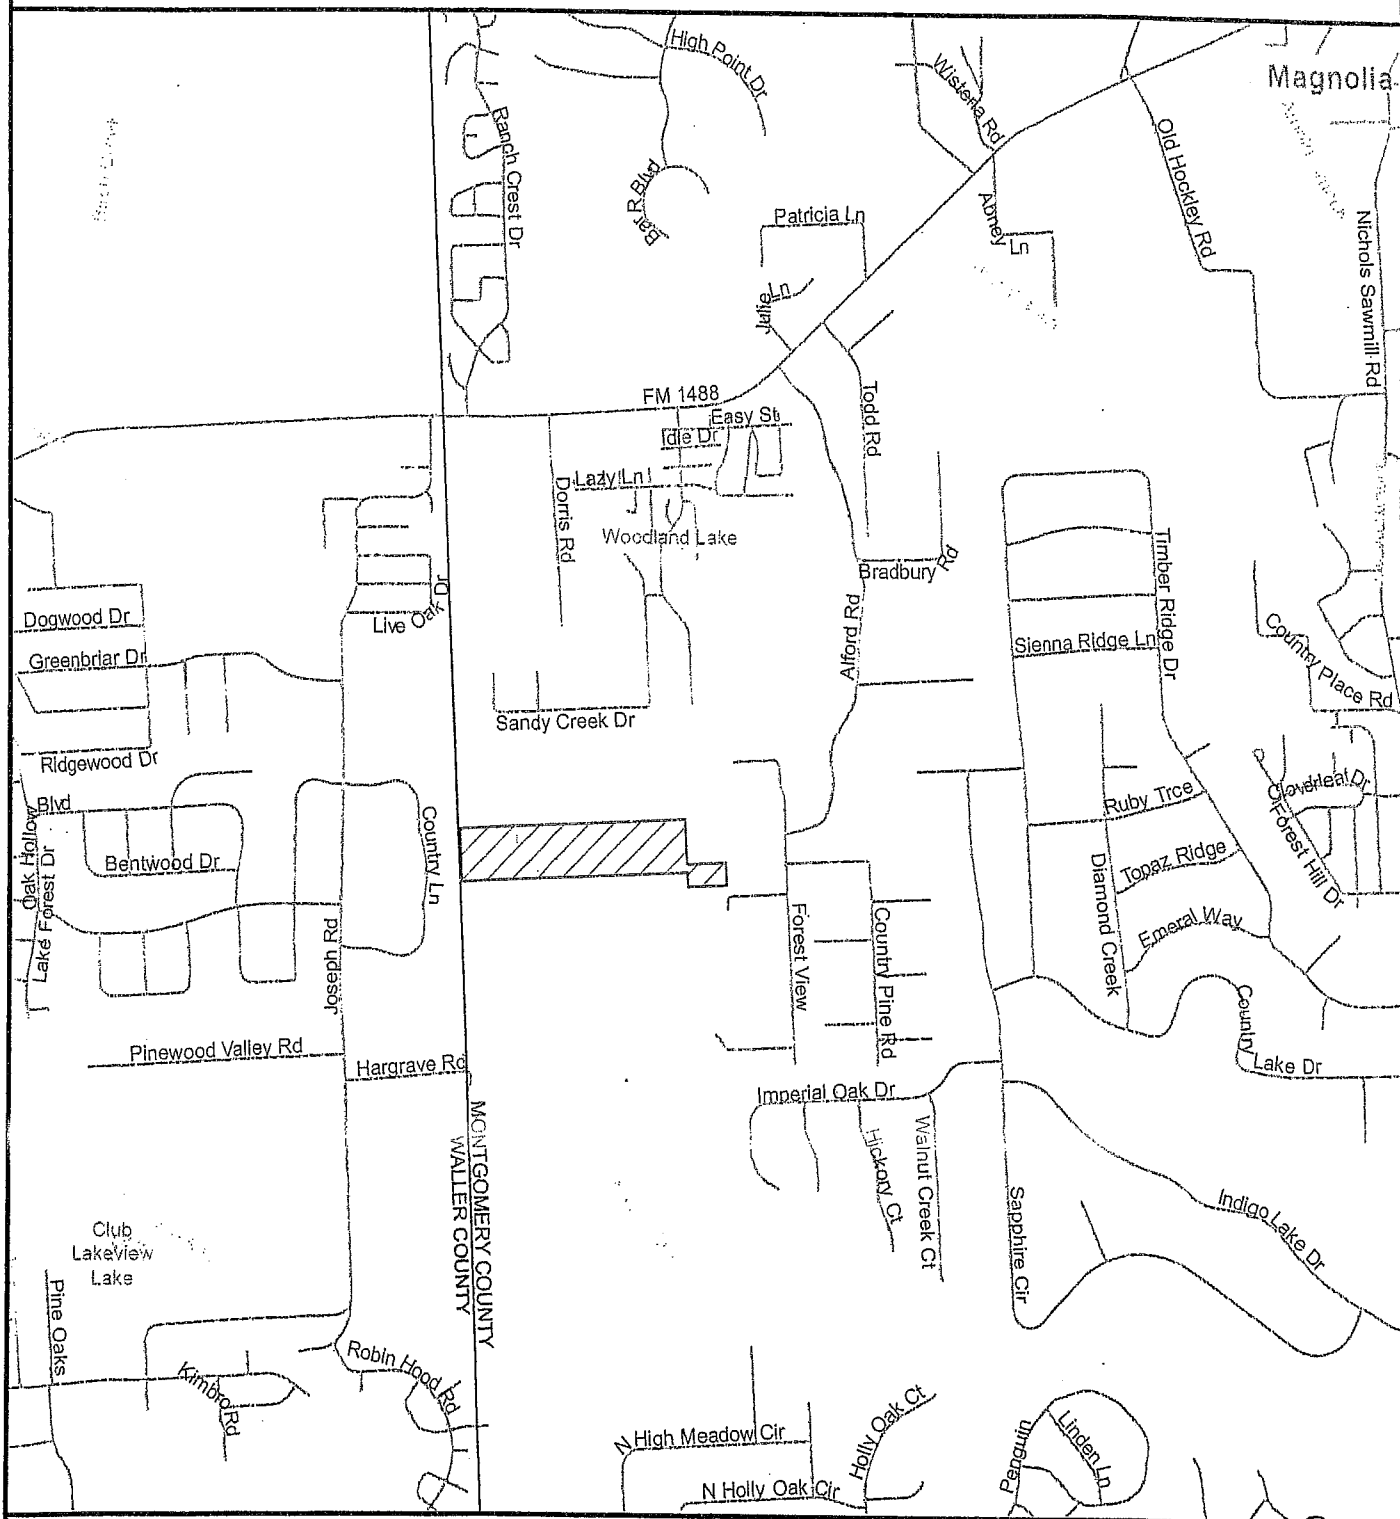 High Point Dr
Wisteria Rd
Magnolia
Ranch Crest Dr
Old Hockley Rd
Bar R Blvd
Patricia Ln
Abney Ln
Nichols Sawmill Rd
Julie Ln
FM 1488
Easy St
Idle Dr
Todd Rd
Lazy Ln
Dorris Rd
Woodland Lake
Bradbury Rd
Timber Ridge Dr
Dogwood Dr
Live Oak Dr
Alford Rd
Greenbriar Dr
Sienna Ridge Ln
Country Place Rd
Sandy Creek Dr
Ridgewood Dr
Oak Hollow Blvd
Country Ln
Ruby Trce
Cloverleaf Dr
Forest Hill Dr
Bentwood Dr
Lake Forest Dr
Topaz Ridge
Diamond Creek
Emeral Way
Joseph Rd
Forest View
Country Pine Rd
Pinewood Valley Rd
Hargrave Rd
Country Lake Dr
Imperial Oak Dr
MONTGOMERY COUNTY
WALLER COUNTY
Hickory Ct
Walnut Creek Ct
Sapphire Cir
Indigo Lake Dr
Club
Lakeview
Lake
Pine Oaks
Robin Hood Rd
Kimbro Rd
N High Meadow Cir
Holly Oak Ct
Penguin
Linden Ln
N Holly Oak Cir